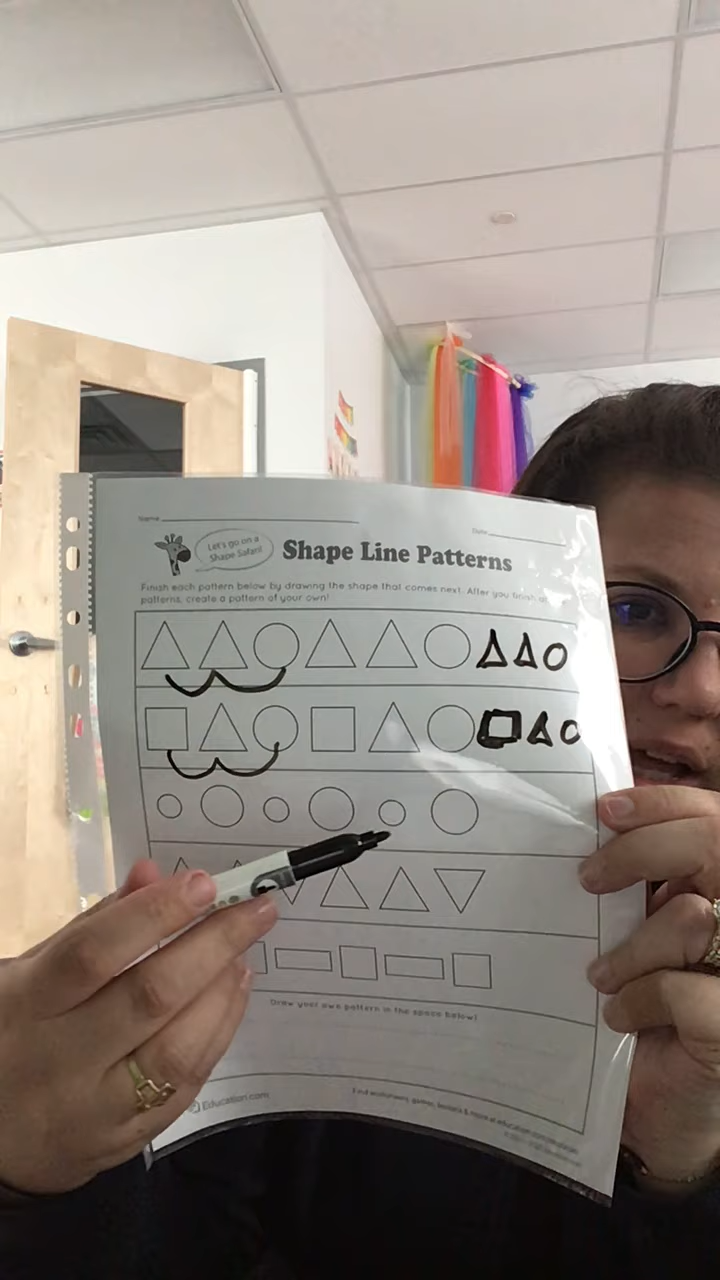 Name
Date
Let's go on a
Shape Safari!
Shape Line Patterns
Finish each pattern below by drawing the shape that comes next. After you finish
patterns, create a pattern of your own!
Draw your own pattern in the space below!
Education.com
Find worksheets, games, lessons & more at education.com